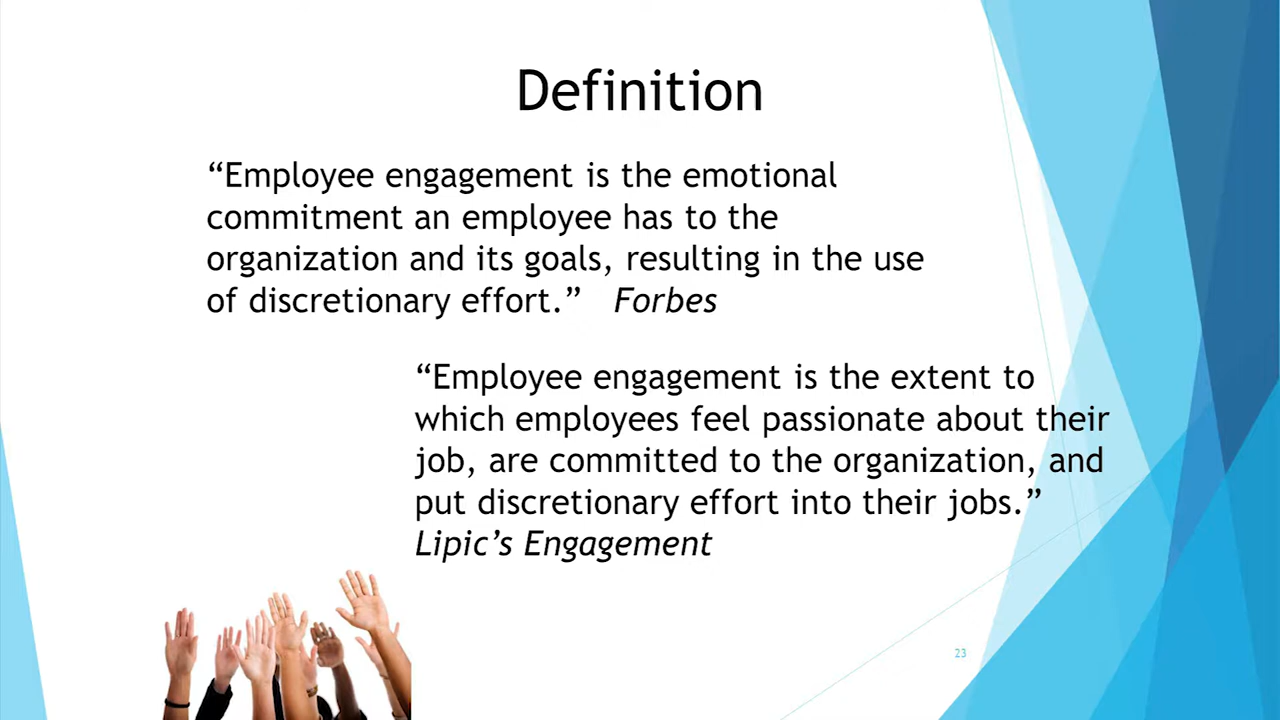 Definition
“Employee engagement is the emotional
commitment an employee has to the
organization and its goals, resulting in the use
of discretionary effort.” Forbes
“Employee engagement is the extent to
which employees feel passionate about their
job, are committed to the organization, and
put discretionary effort into their jobs.”
Lipic’s Engagement
23